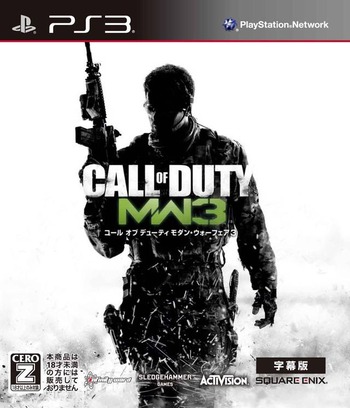 PS3
PlayStation®Network
CALL OF DUTY
MW3
コール オブ デューティ モダン・ウォーフェア3
CERO
Z
本商品は
18才未満
の方には
販売して
おりません
Infinity Ward
SLEDGEHAMMER
GAMES
ACTIVISION
字幕版
SQUARE ENIX.